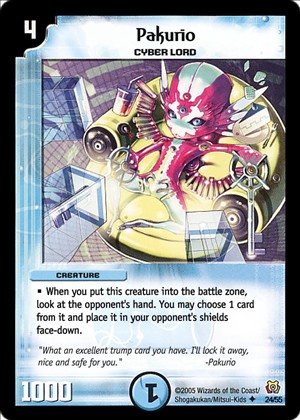 4
Pakurio
CYBER LORD
CREATURE
▪ When you put this creature into the battle zone,
look at the opponent's hand. You may choose 1 card
from it and place it in your opponent's shields
face-down.
"What an excellent trump card you have. I'll lock it away,
nice and safe for you."
-Pakurio
1000
©2005 Wizards of the Coast/
Shogakukan/Mitsui-Kids ♦ 24/55